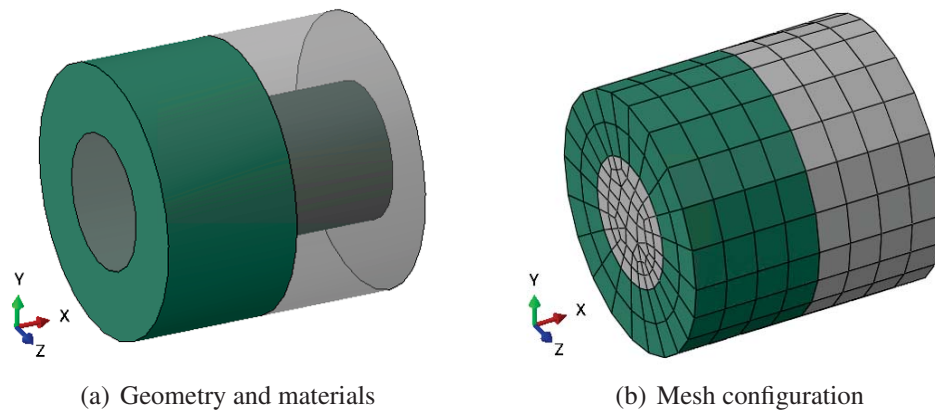 Y
X
Z
Y
X
Z
(a) Geometry and materials
(b) Mesh configuration